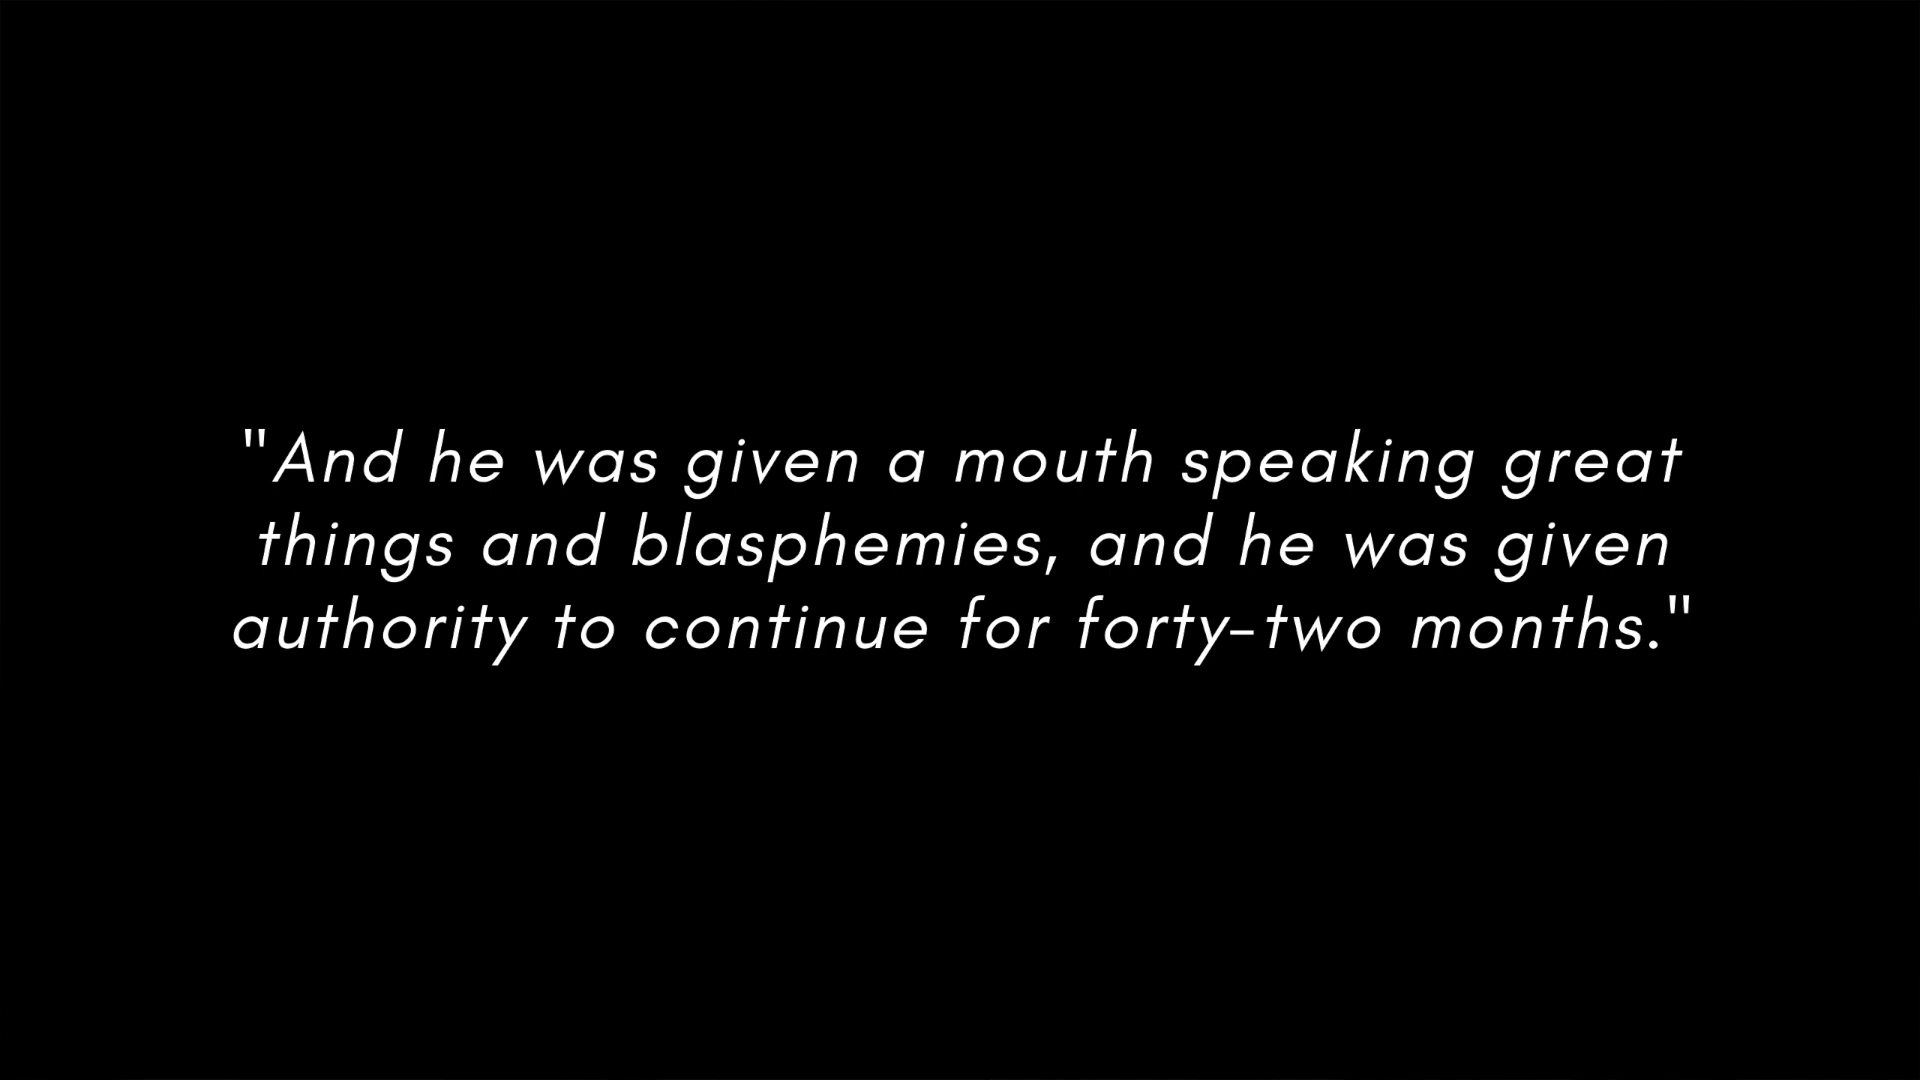 "And he was given a mouth speaking great
things and blasphemies, and he was given
authority to continue for forty-two months."